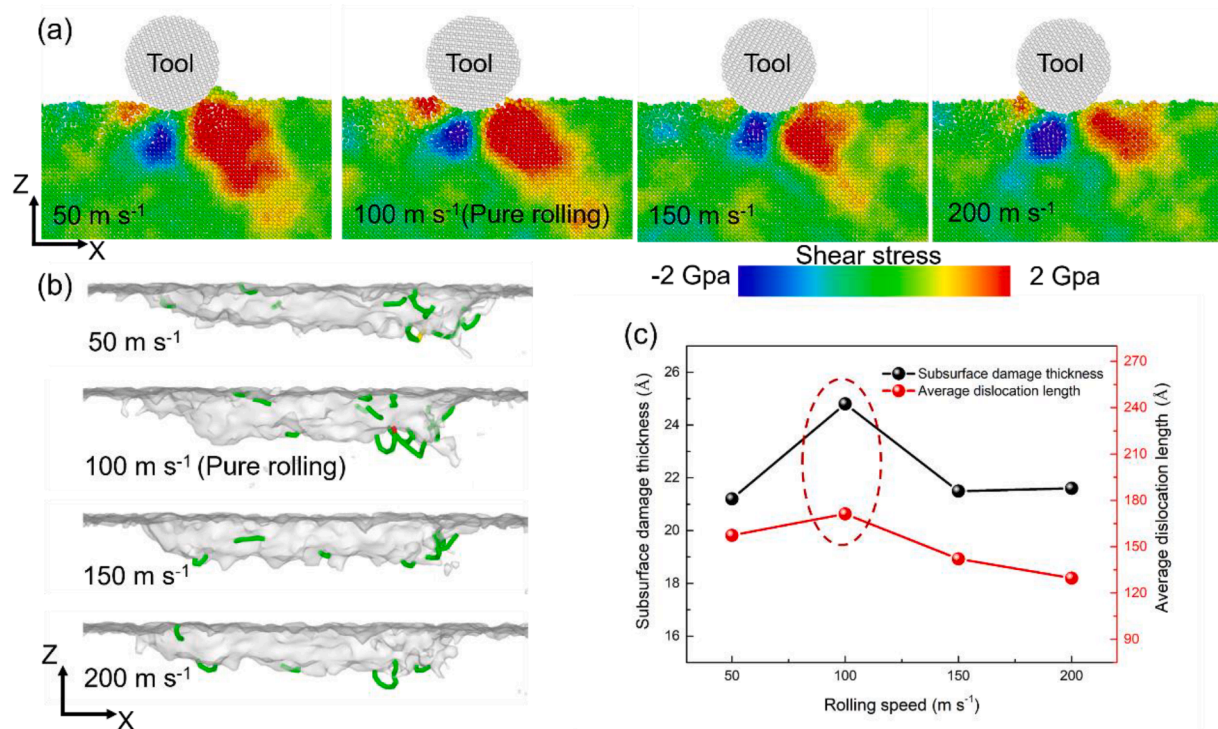 (a)
Tool
Tool
Tool
Tool
Z
X
50 m s⁻¹
100 m s⁻¹(Pure rolling)
150 m s⁻¹
200 m s⁻¹
Shear stress
-2 Gpa
2 Gpa
(b)
50 m s⁻¹
100 m s⁻¹ (Pure rolling)
150 m s⁻¹
200 m s⁻¹
Z
X
(c)
Subsurface damage thickness
Average dislocation length
Subsurface damage thickness (Å)
26
24
22
20
18
16
Average dislocation length (Å)
270
240
210
180
150
120
90
50
100
150
200
Rolling speed (m s⁻¹)